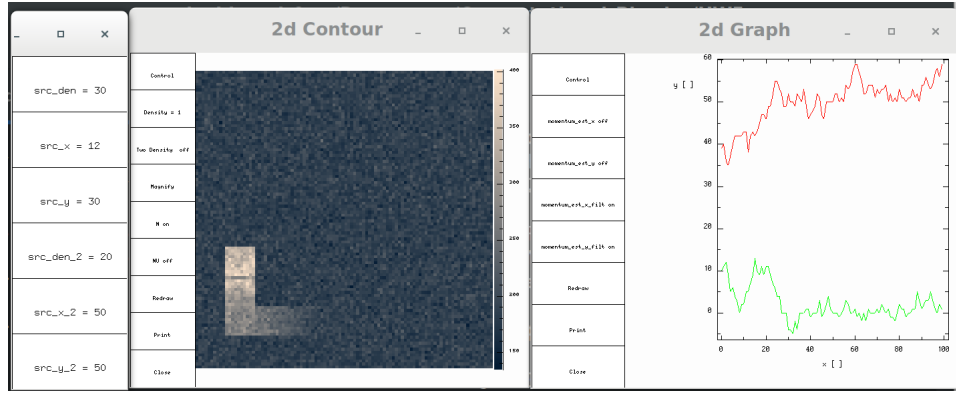 2d Contour
2d Graph
src_den = 30
src_x = 12
src_y = 30
src_den_2 = 20
src_x_2 = 50
src_y_2 = 50
Control
Density = 1
Two Density off
Magnify
N on
NU off
Redraw
Print
Close
400
350
300
250
200
150
Control
momentum_est_x off
momentum_est_y off
momentum_est_x_filt on
momentum_est_y_filt on
Redraw
Print
Close
y [ ]
60
50
40
30
20
10
0
0 20 40 60 80 100
x [ ]